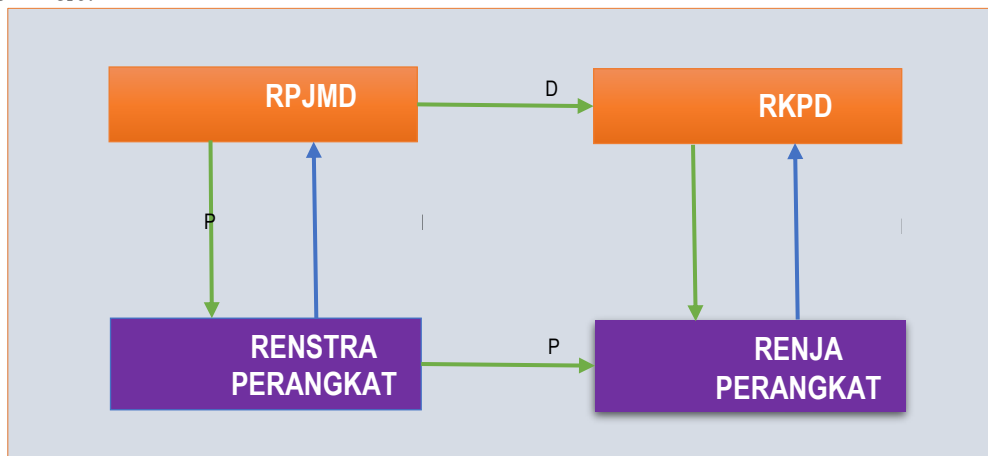 RPJMD
D
RKPD
P
RENSTRA
PERANGKAT
P
RENJA
PERANGKAT